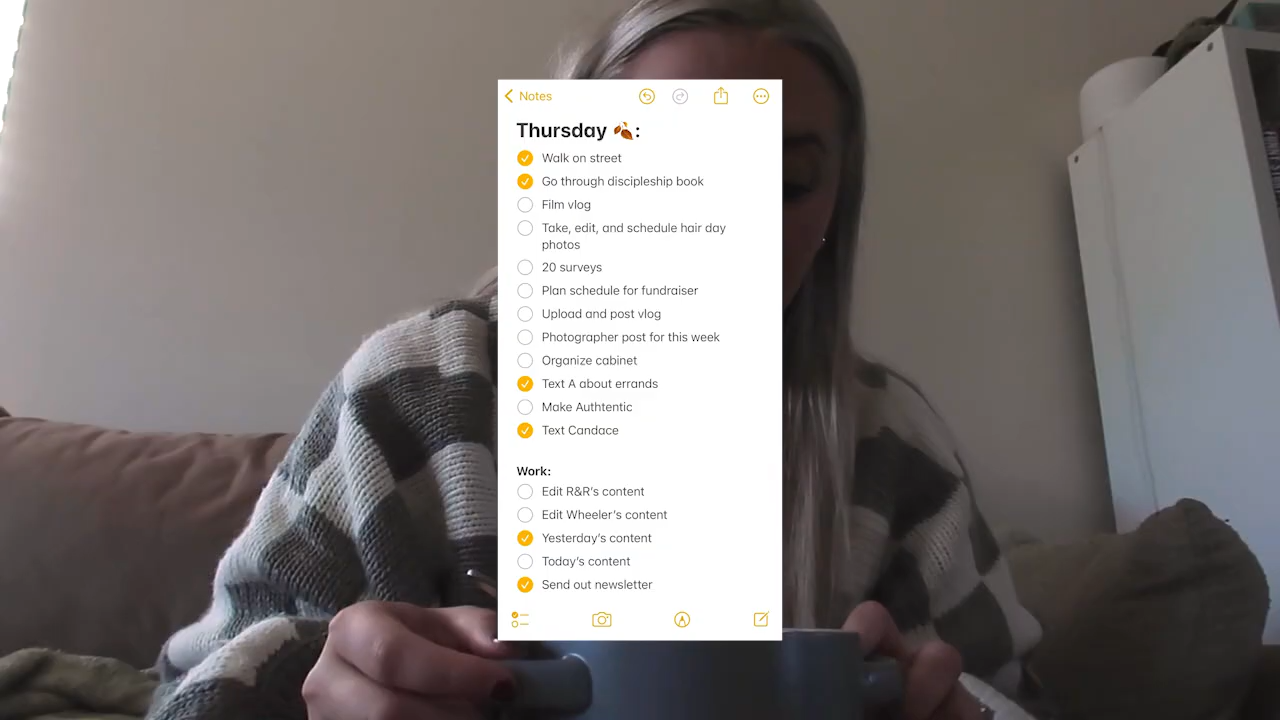 Notes
Thursday 🍂:
Walk on street
Go through discipleship book
Film vlog
Take, edit, and schedule hair day
photos
20 surveys
Plan schedule for fundraiser
Upload and post vlog
Photographer post for this week
Organize cabinet
Text A about errands
Make Authtentic
Text Candace
Work:
Edit R&R's content
Edit Wheeler's content
Yesterday's content
Today's content
Send out newsletter